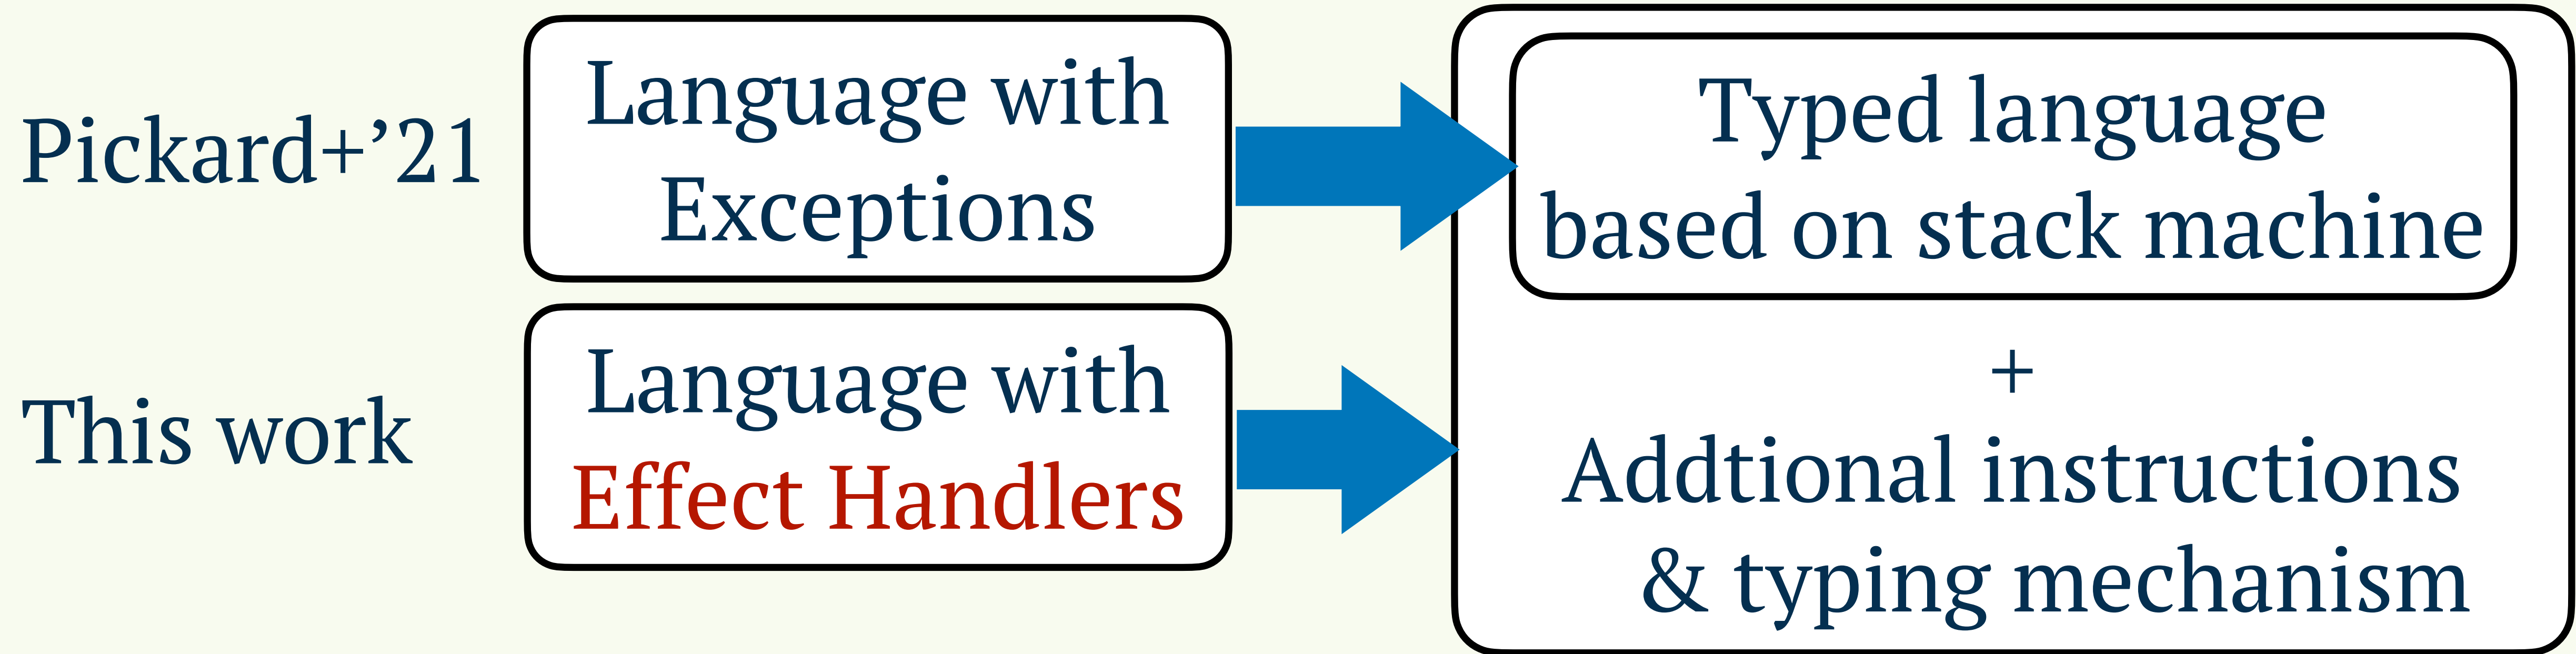 Pickard+’21
Language with
Exceptions
Typed language
based on stack machine
This work
Language with
Effect Handlers
+
Addtional instructions
& typing mechanism